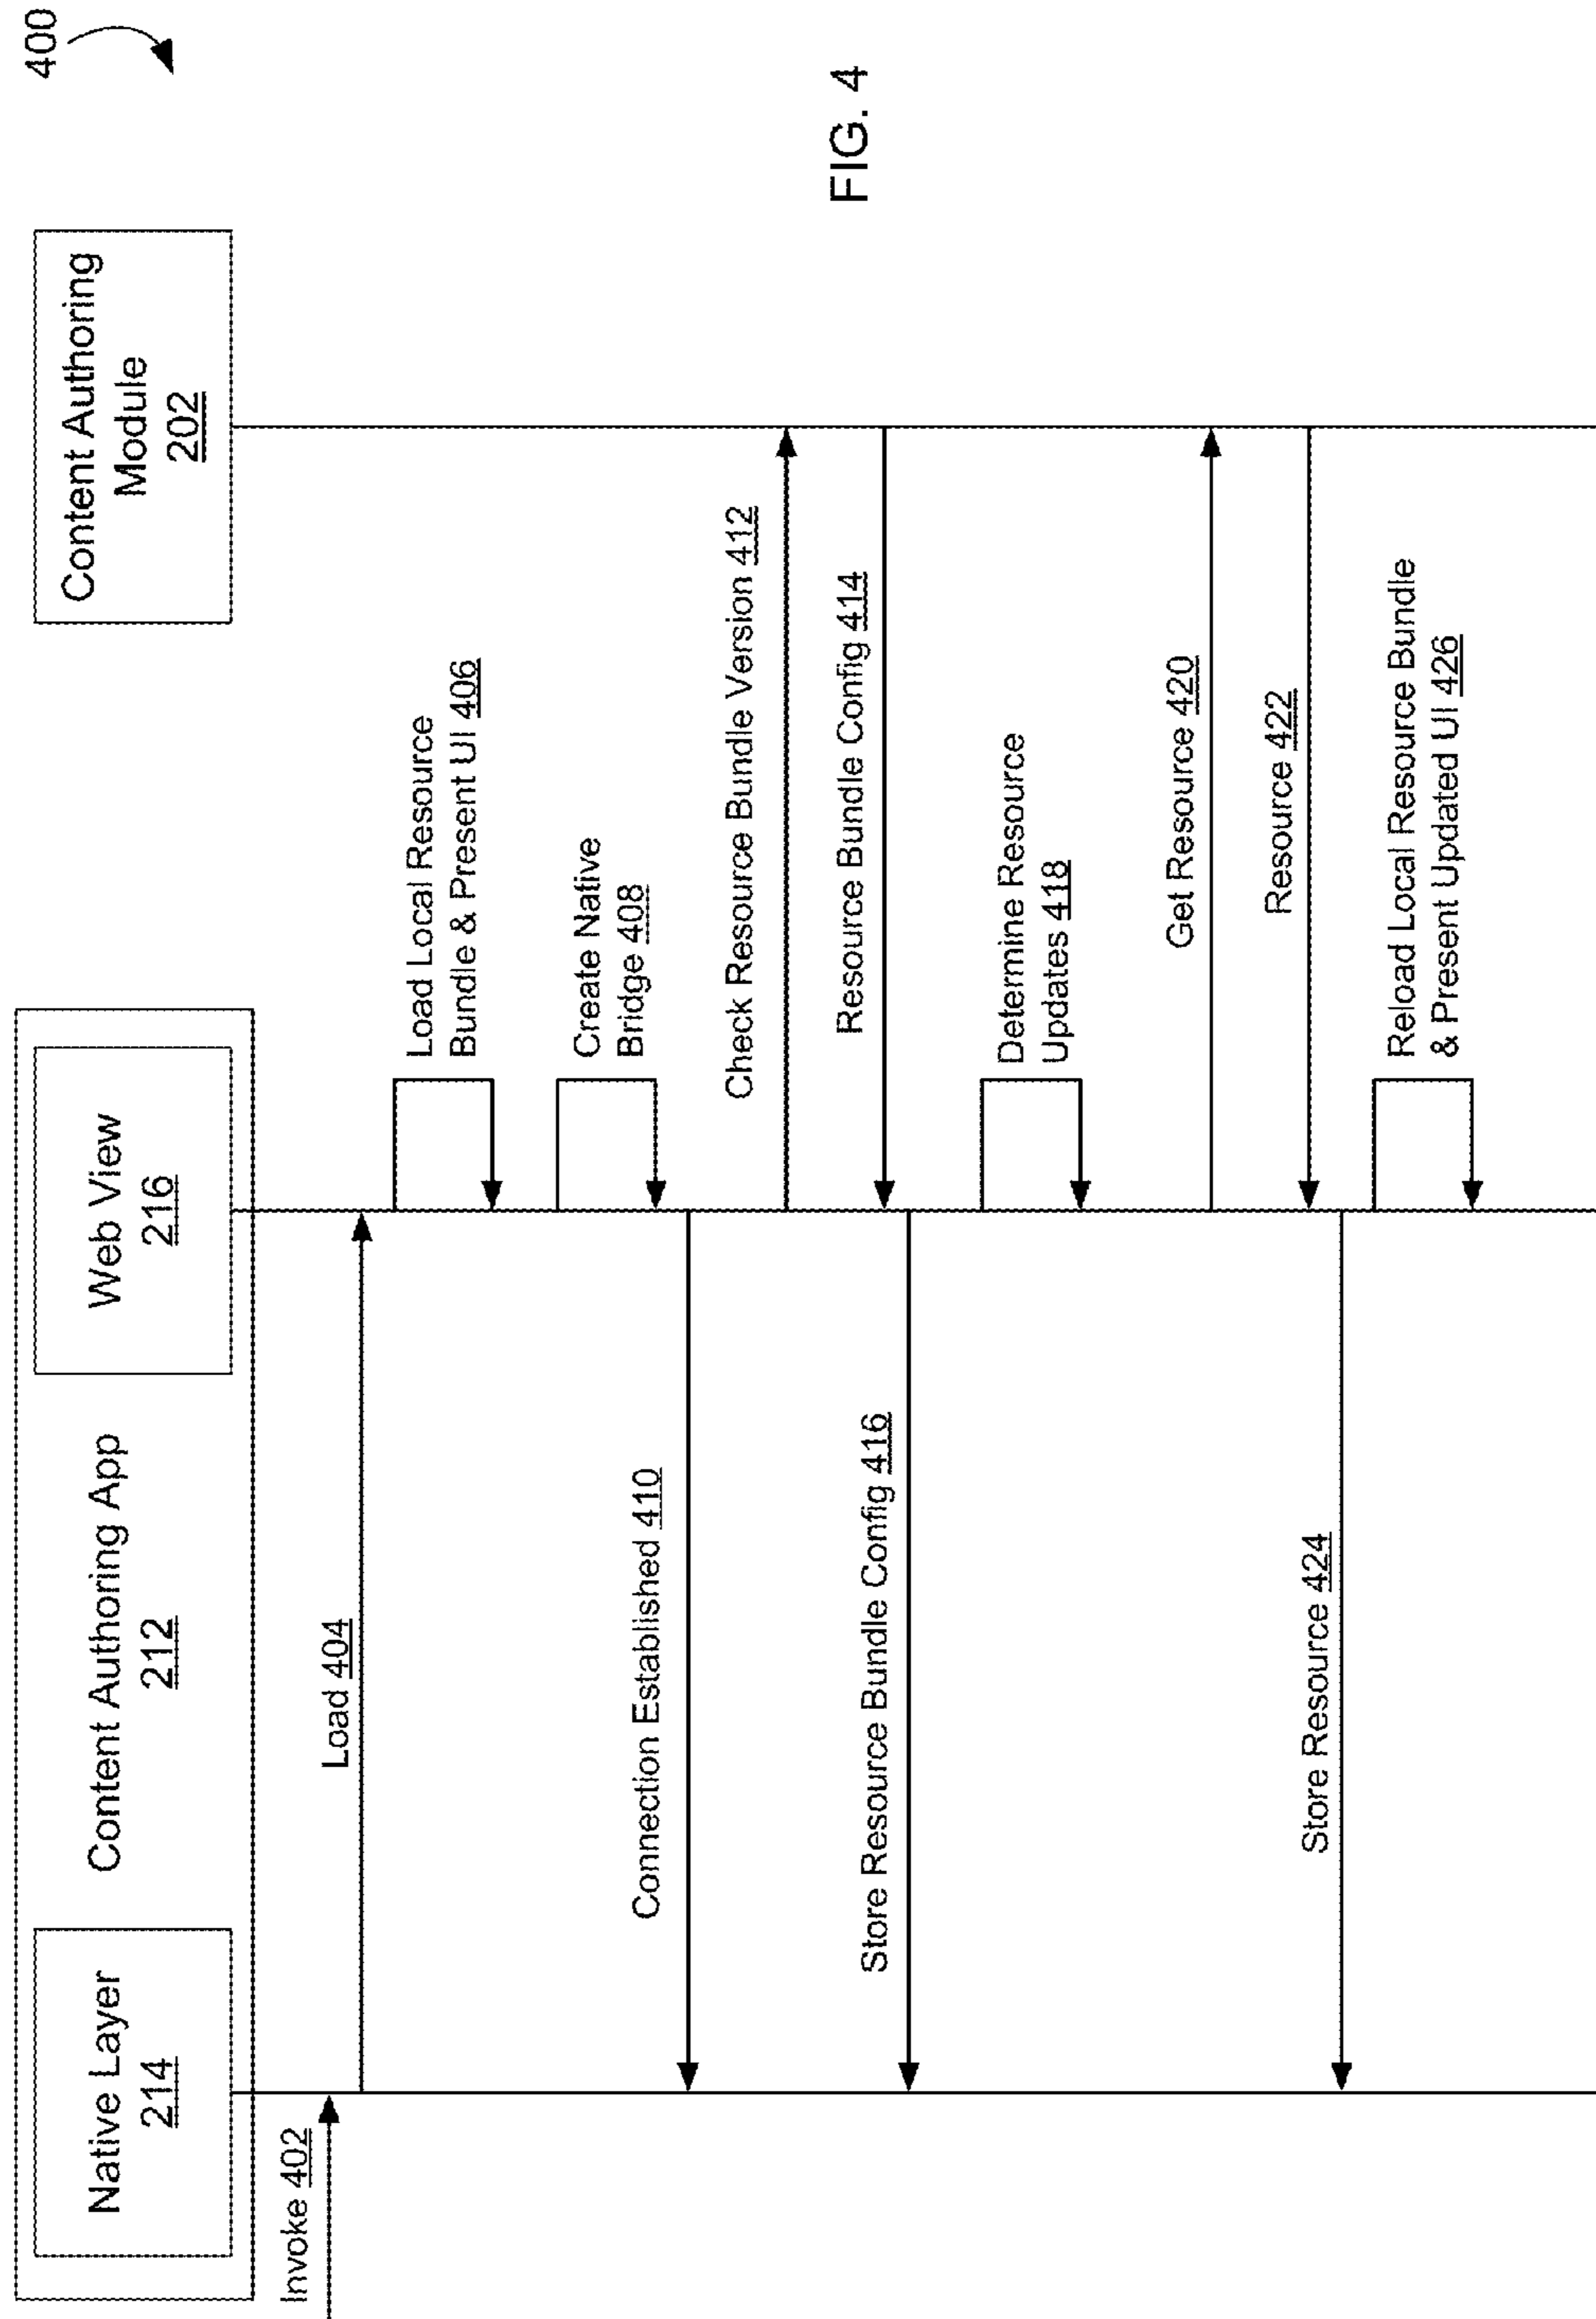 400
Native Layer
214
Content Authoring App
212
Web View
216
Content Authoring
Module
202
Invoke 402
Load 404
Load Local Resource
Bundle & Present UI 406
Create Native
Bridge 408
Connection Established 410
Check Resource Bundle Version 412
Resource Bundle Config 414
Store Resource Bundle Config 416
Determine Resource
Updates 418
Get Resource 420
Resource 422
Store Resource 424
Reload Local Resource Bundle
& Present Updated UI 426
FIG. 4